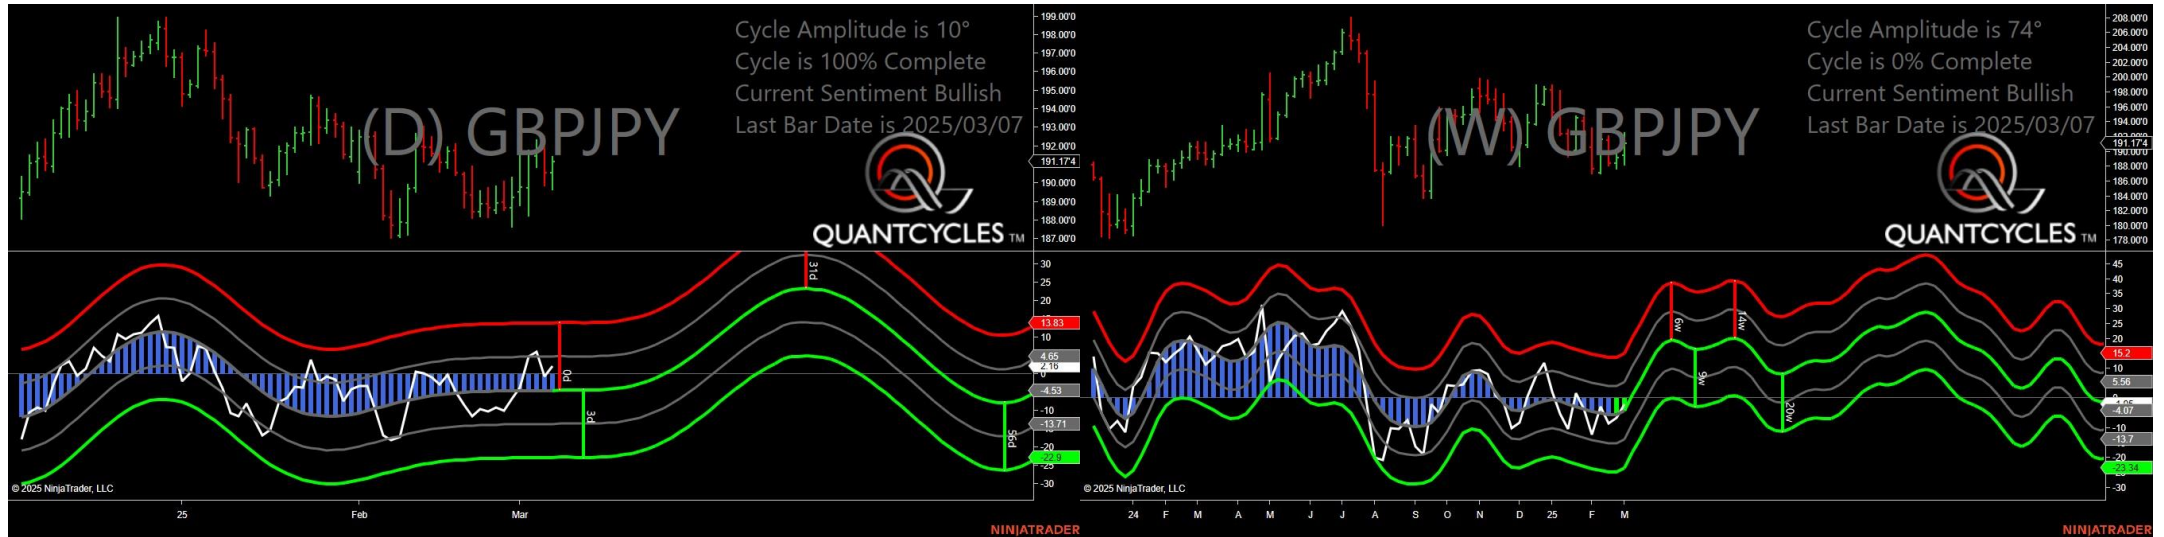 Cycle Amplitude is 10°
Cycle is 100% Complete
Current Sentiment Bullish
Last Bar Date is 2025/03/07
(D) GBPJPY
QUANTCYCLES TM
199.00'0
198.00'0
197.00'0
196.00'0
195.00'0
194.00'0
193.00'0
192.00'0
191.17'4
190.00'0
189.00'0
188.00'0
187.00'0
31d
0d
3d
56d
30
25
20
13.83
10
4.65
2.16
0
-4.53
-10
-13.71
-20
-22.9
-25
-30
© 2025 NinjaTrader, LLC
25 Feb Mar
NINJATRADER
Cycle Amplitude is 74°
Cycle is 0% Complete
Current Sentiment Bullish
Last Bar Date is 2025/03/07
(W) GBPJPY
QUANTCYCLES TM
208.00'0
206.00'0
204.00'0
202.00'0
200.00'0
198.00'0
196.00'0
194.00'0
192.00'0
191.17'4
190.00'0
188.00'0
186.00'0
184.00'0
182.00'0
180.00'0
178.00'0
6w
14w
9w
20w
45
40
35
30
25
20
15.2
10
5.56
-4.07
-10
-13.7
-20
-23.34
-30
© 2025 NinjaTrader, LLC
24 F M A M J J A S O N D 25 F M
NINJATRADER